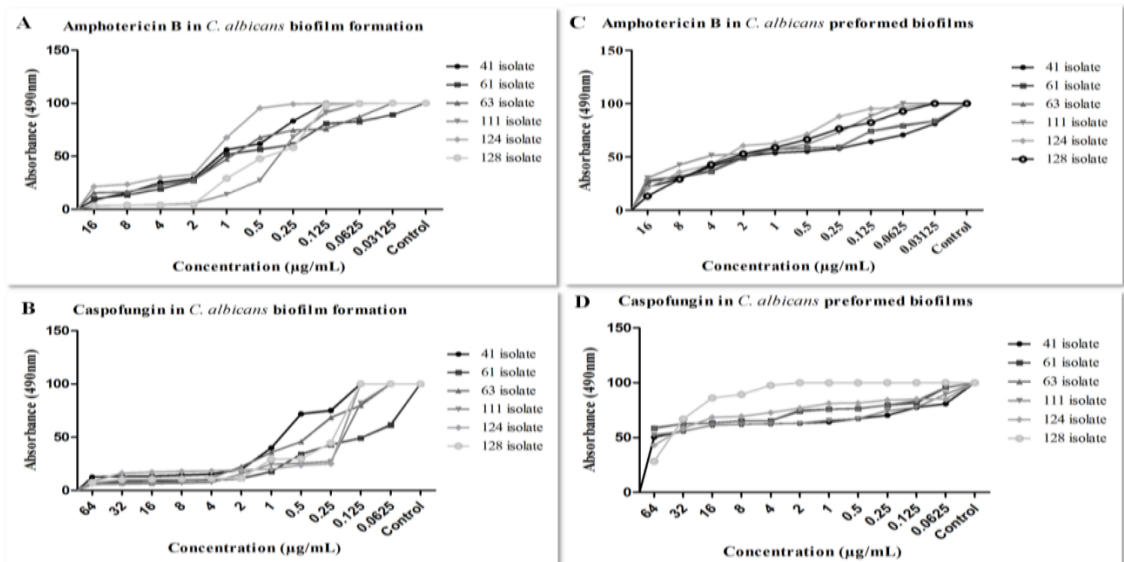 A Amphotericin B in C. albicans biofilm formation
150
100
50
0
Absorbance (490nm)
16 8 4 2 1 0.5 0.25 0.125 0.0625 0.03125 Control
Concentration (µg/mL)
41 isolate
61 isolate
63 isolate
111 isolate
124 isolate
128 isolate
C Amphotericin B in C. albicans preformed biofilms
150
100
50
0
Absorbance (490nm)
16 8 4 2 1 0.5 0.25 0.125 0.0625 0.03125 Control
Concentration (µg/mL)
41 isolate
61 isolate
63 isolate
111 isolate
124 isolate
128 isolate
B Caspofungin in C. albicans biofilm formation
150
100
50
0
Absorbance (490nm)
64 32 16 8 4 2 1 0.5 0.25 0.125 0.0625 Control
Concentration (µg/mL)
41 isolate
61 isolate
63 isolate
111 isolate
124 isolate
128 isolate
D Caspofungin in C. albicans preformed biofilms
150
100
50
0
Absorbance (490nm)
64 32 16 8 4 2 1 0.5 0.25 0.125 0.0625 Control
Concentration (µg/mL)
41 isolate
61 isolate
63 isolate
111 isolate
124 isolate
128 isolate